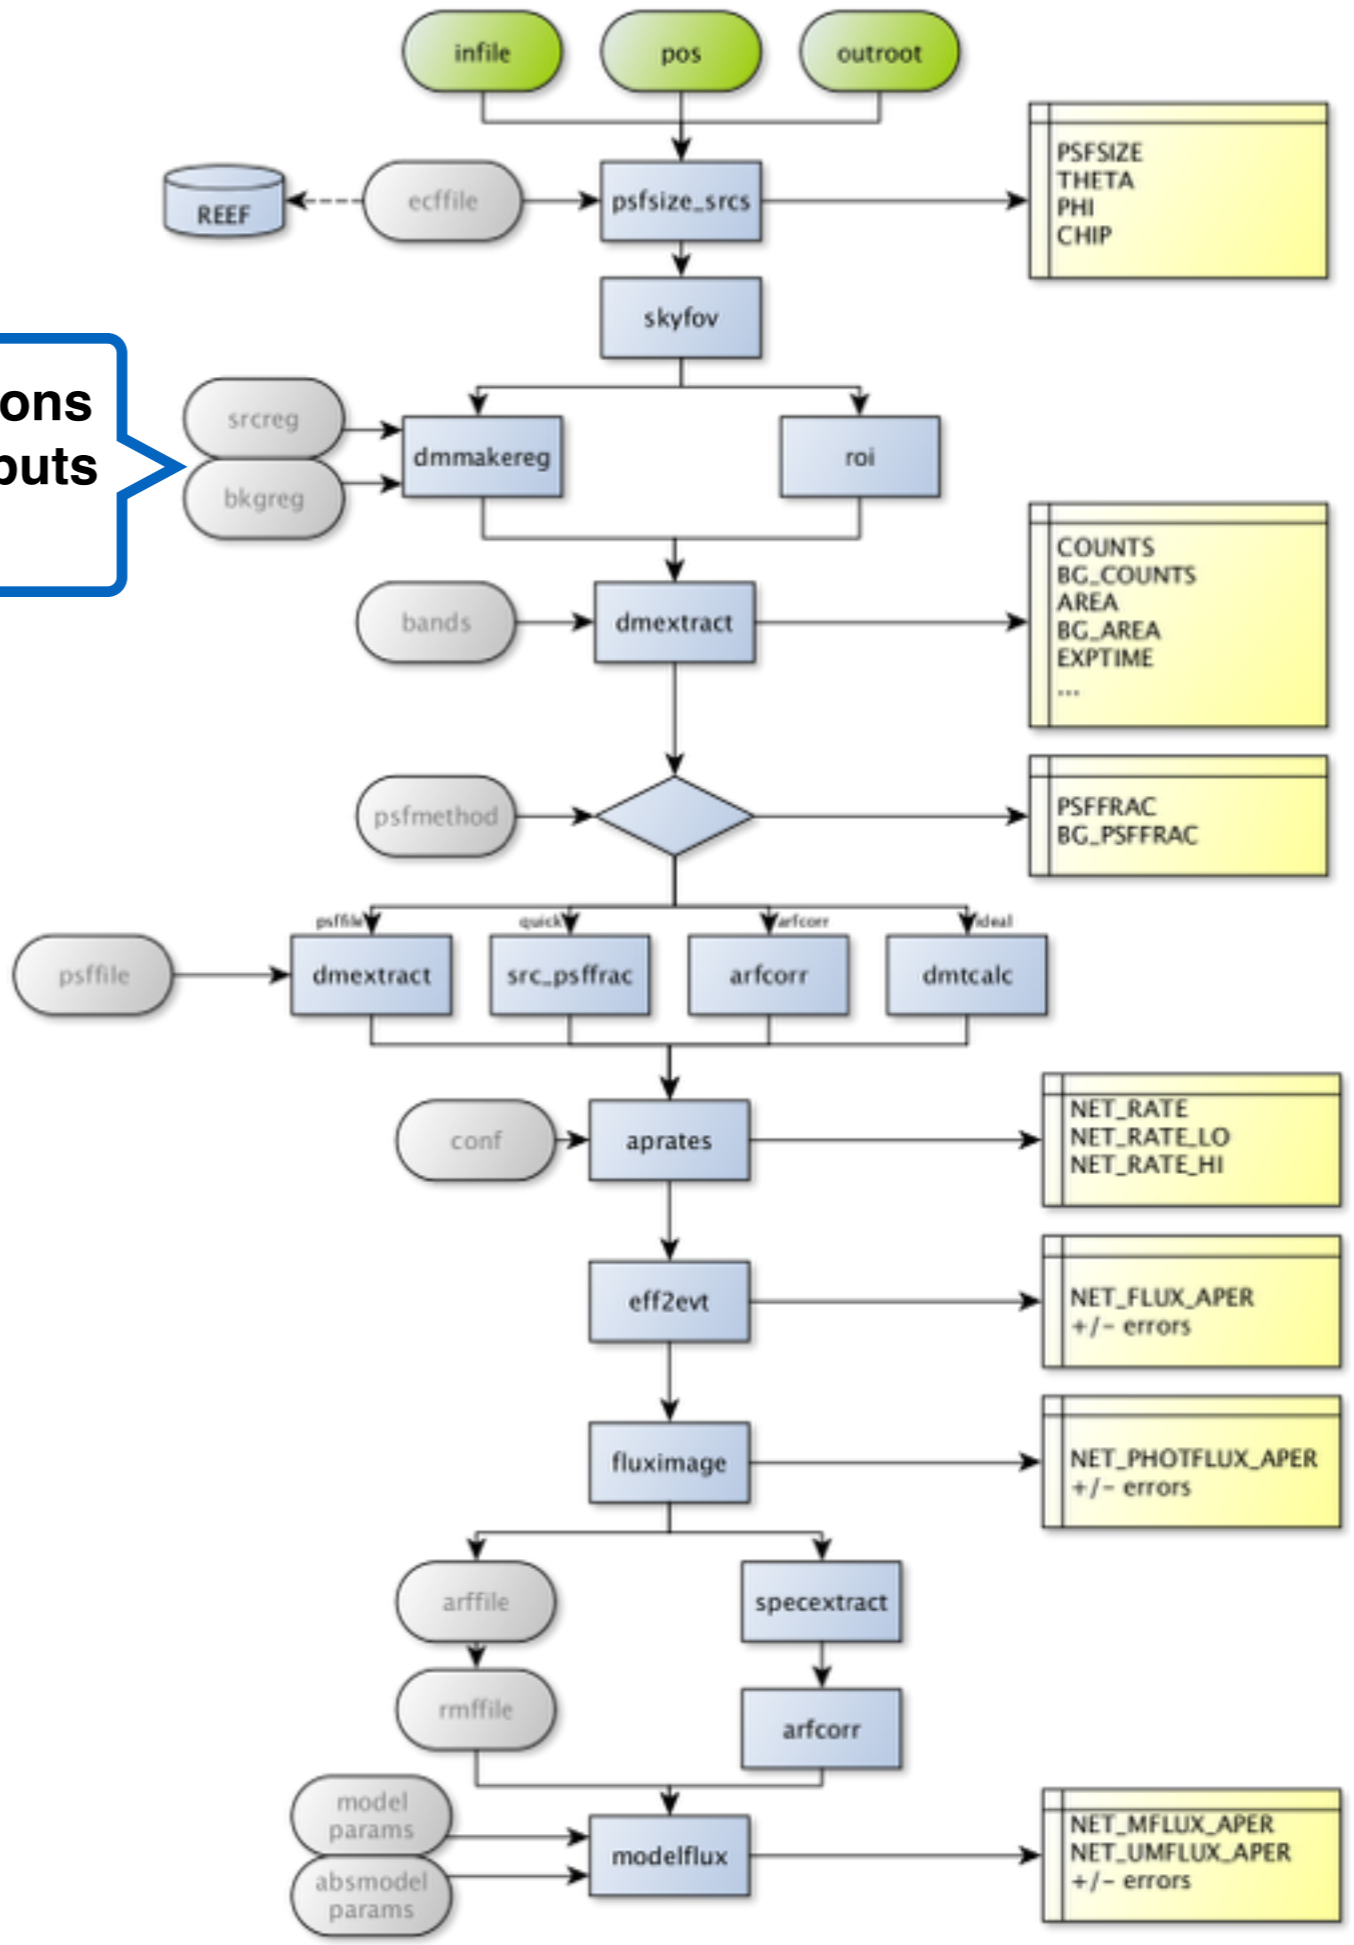 infile
pos
outroot
PSFSIZE
THETA
PHI
CHIP
REEF
ecffile
psfsize_srcs
skyfov
ons
puts
srcreg
bkgreg
dmmakereg
roi
COUNTS
BG_COUNTS
AREA
BG_AREA
EXPTIME
...
bands
dmextract
psfmethod
PSFFRAC
BG_PSFFRAC
psffile
quick
arfcorr
ideal
psffile
dmextract
src_psffrac
arfcorr
dmtcalc
conf
aprates
NET_RATE
NET_RATE_LO
NET_RATE_HI
eff2evt
NET_FLUX_APER
+/- errors
fluximage
NET_PHOTFLUX_APER
+/- errors
arffile
specextract
rmffile
arfcorr
model
params
absmodel
params
modelflux
NET_MFLUX_APER
NET_UMFLUX_APER
+/- errors